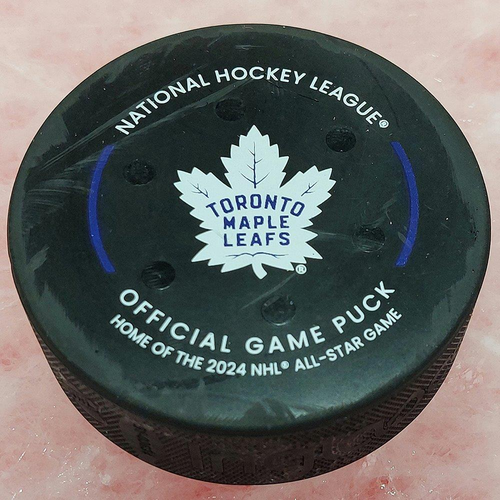 NATIONAL HOCKEY LEAGUE®
TORONTO
MAPLE
LEAFS
®
OFFICIAL GAME PUCK
HOME OF THE 2024 NHL® ALL-STAR GAME